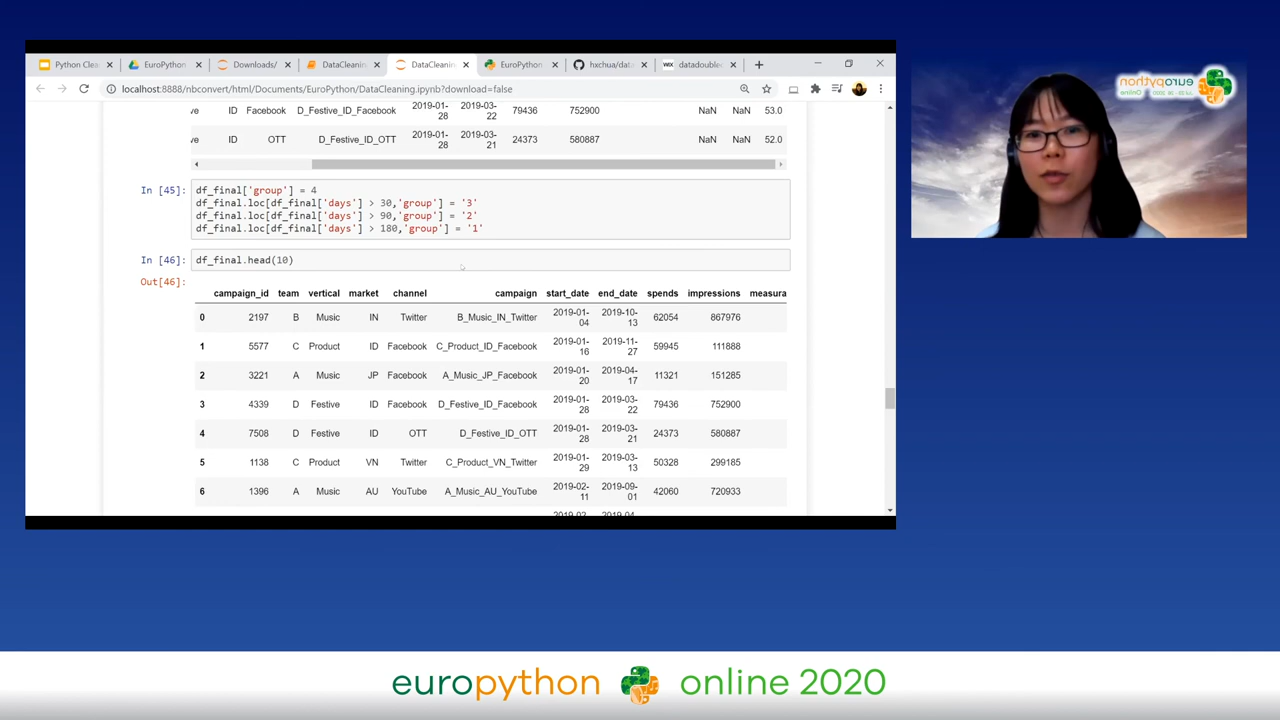 Python Clea
EuroPython
Downloads/
DataCleanin
DataCleanin
EuroPython
hxchua/data
WIX
datadoubled
localhost:8888/nbconvert/html/Documents/EuroPython/DataCleaning.ipynb?download=false
europython
online
July 23 - 26 2020
ve ID Facebook D_Festive_ID_Facebook 2019-01-28 2019-03-22 79436 752900 NaN NaN 53.0
ve ID OTT D_Festive_ID_OTT 2019-01-28 2019-03-21 24373 580887 NaN NaN 52.0
In [45]: df_final['group'] = 4
df_final.loc[df_final['days'] > 30,'group'] = '3'
df_final.loc[df_final['days'] > 90,'group'] = '2'
df_final.loc[df_final['days'] > 180,'group'] = '1'
In [46]: df_final.head(10)
Out[46]:
campaign_id team vertical market channel campaign start_date end_date spends impressions measura
0 2197 B Music IN Twitter B_Music_IN_Twitter 2019-01-04 2019-10-13 62054 867976
1 5577 C Product ID Facebook C_Product_ID_Facebook 2019-01-16 2019-11-27 59945 111888
2 3221 A Music JP Facebook A_Music_JP_Facebook 2019-01-20 2019-04-17 11321 151285
3 4339 D Festive ID Facebook D_Festive_ID_Facebook 2019-01-28 2019-03-22 79436 752900
4 7508 D Festive ID OTT D_Festive_ID_OTT 2019-01-28 2019-03-21 24373 580887
5 1138 C Product VN Twitter C_Product_VN_Twitter 2019-01-29 2019-03-13 50328 299185
6 1396 A Music AU YouTube A_Music_AU_YouTube 2019-02-11 2019-09-01 42060 720933
europython online 2020